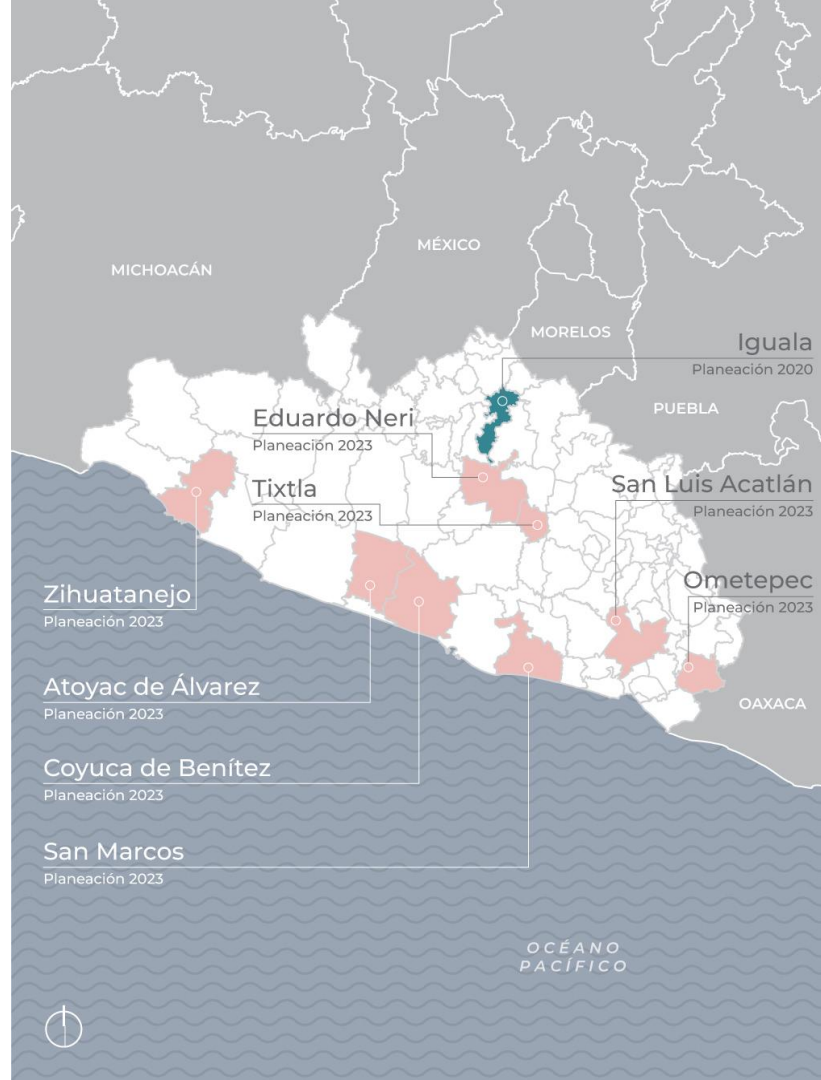 MÉXICO
MICHOACÁN
MORELOS
Iguala
Planeación 2020
PUEBLA
Eduardo Neri
Planeación 2023
Tixtla
Planeación 2023
San Luis Acatlán
Planeación 2023
Ometepec
Planeación 2023
Zihuatanejo
Planeación 2023
Atoyac de Álvarez
Planeación 2023
OAXACA
Coyuca de Benítez
Planeación 2023
San Marcos
Planeación 2023
OCÉANO
PACÍFICO